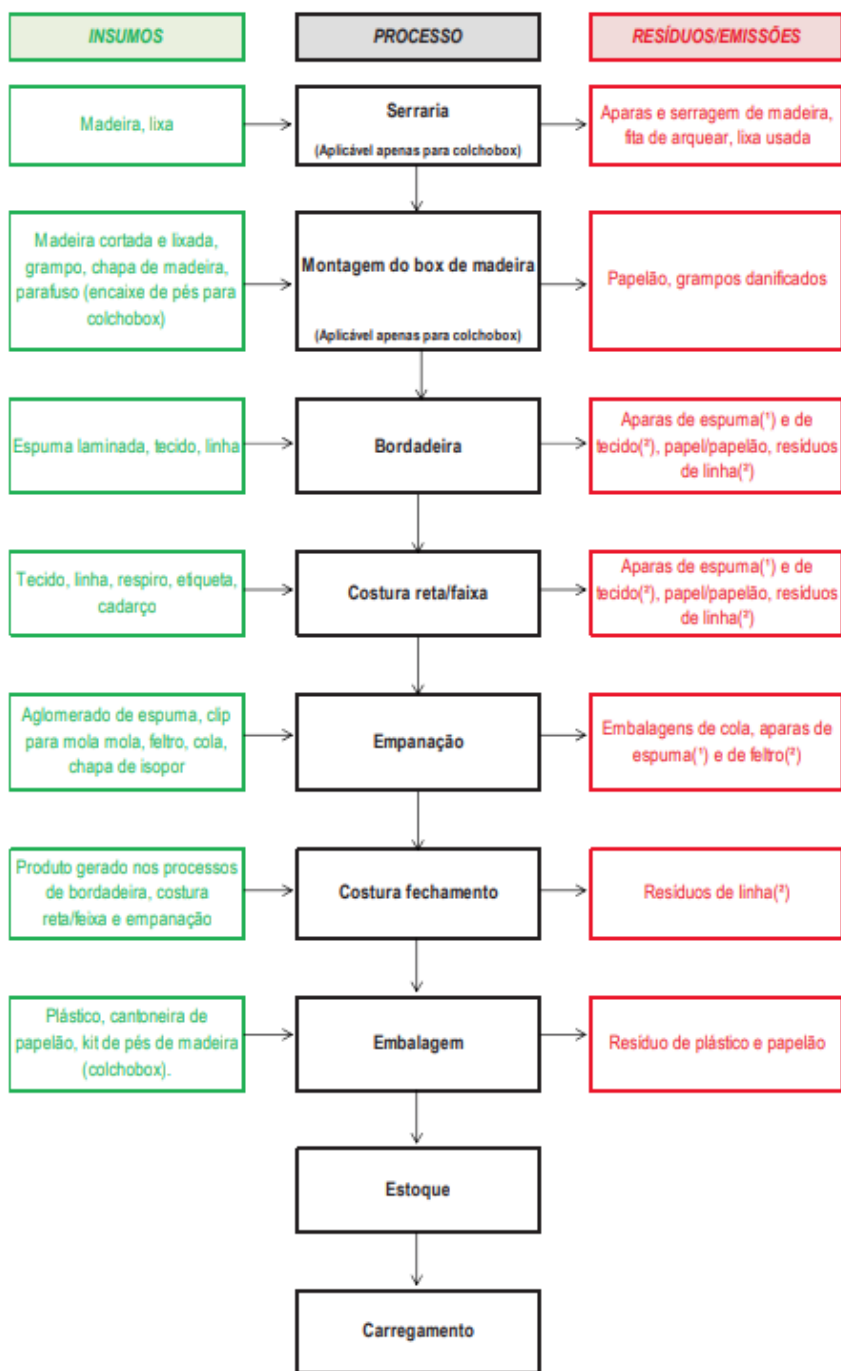 INSUMOS
PROCESSO
RESÍDUOS/EMISSÕES
Madeira, lixa
Serraria
(Aplicável apenas para colchobox)
Aparas e serragem de madeira,
fita de arquear, lixa usada
Madeira cortada e lixada,
grampo, chapa de madeira,
parafuso (encaixe de pés para
colchobox)
Montagem do box de madeira
(Aplicável apenas para colchobox)
Papelão, grampos danificados
Espuma laminada, tecido, linha
Bordadeira
Aparas de espuma(¹) e de
tecido(²), papel/papelão, resíduos
de linha(²)
Tecido, linha, respiro, etiqueta,
cadarço
Costura reta/faixa
Aparas de espuma(¹) e de
tecido(²), papel/papelão, resíduos
de linha(²)
Aglomerado de espuma, clip
para mola mola, feltro, cola,
chapa de isopor
Empanação
Embalagens de cola, aparas de
espuma(¹) e de feltro(²)
Produto gerado nos processos
de bordadeira, costura
reta/feixa e empanação
Costura fechamento
Resíduos de linha(²)
Plástico, cantoneira de
papelão, kit de pés de madeira
(colchobox).
Embalagem
Resíduo de plástico e papelão
Estoque
Carregamento